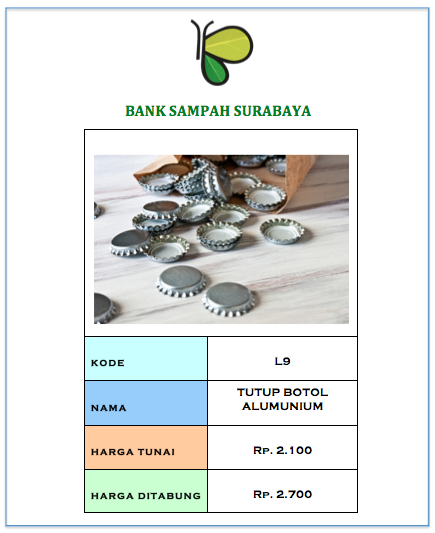 BANK SAMPAH SURABAYA
KODE
L9
NAMA
TUTUP BOTOL
ALUMUNIUM
HARGA TUNAI
Rp. 2.100
HARGA DITABUNG
Rp. 2.700